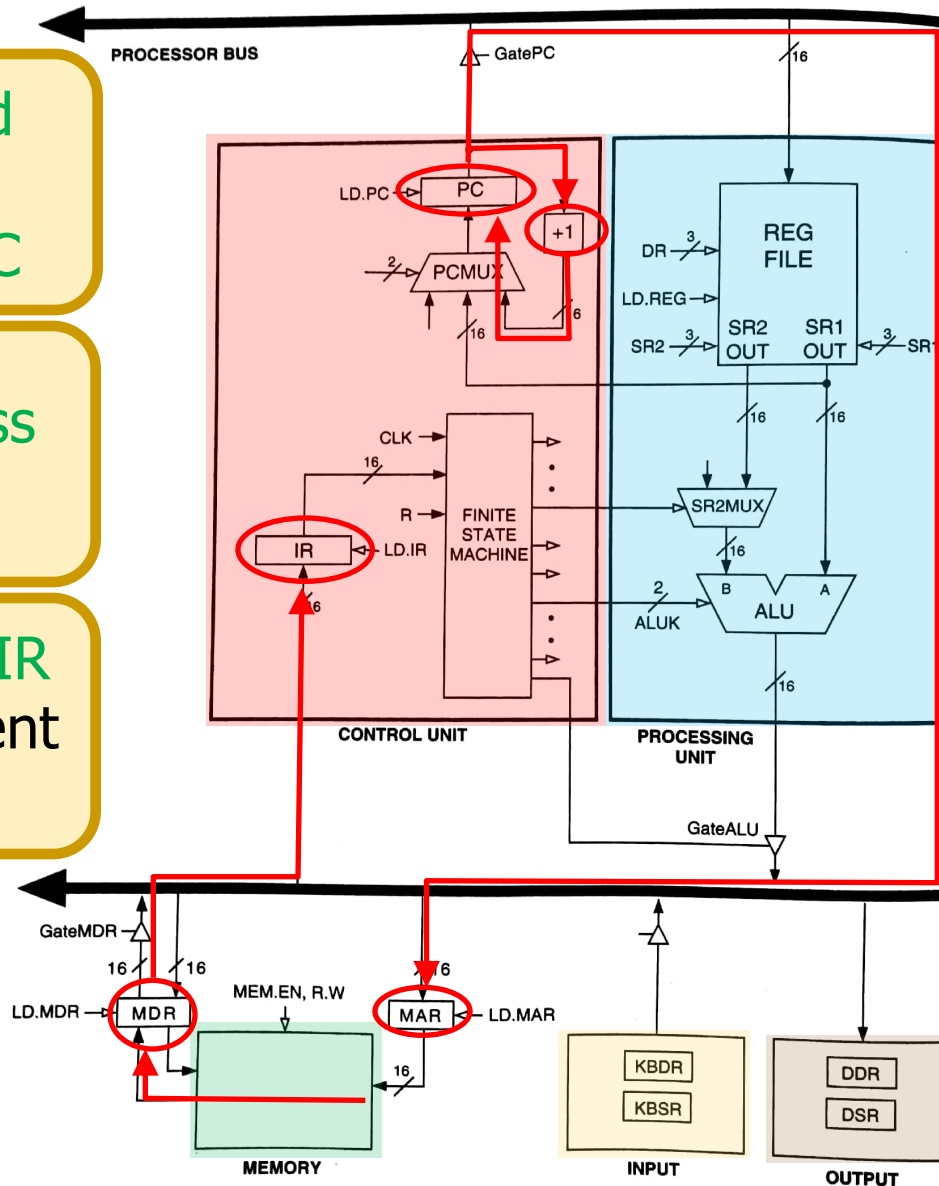 PROCESSOR BUS
GatePC
16
d
C
ss
IR
ent
LD.PC
PC
+1
2
PCMUX
16
6
REG
FILE
DR
3
LD.REG
SR2
3
SR2
OUT
SR1
OUT
3
SR1
16
16
CLK
16
R
FINITE
STATE
MACHINE
IR
LD.IR
6
SR2MUX
16
B
A
ALU
2
ALUK
16
CONTROL UNIT
PROCESSING
UNIT
GateALU
GateMDR
16
16
6
LD.MDR
MDR
MEM.EN, R.W
MAR
LD.MAR
16
KBDR
KBSR
DDR
DSR
MEMORY
INPUT
OUTPUT